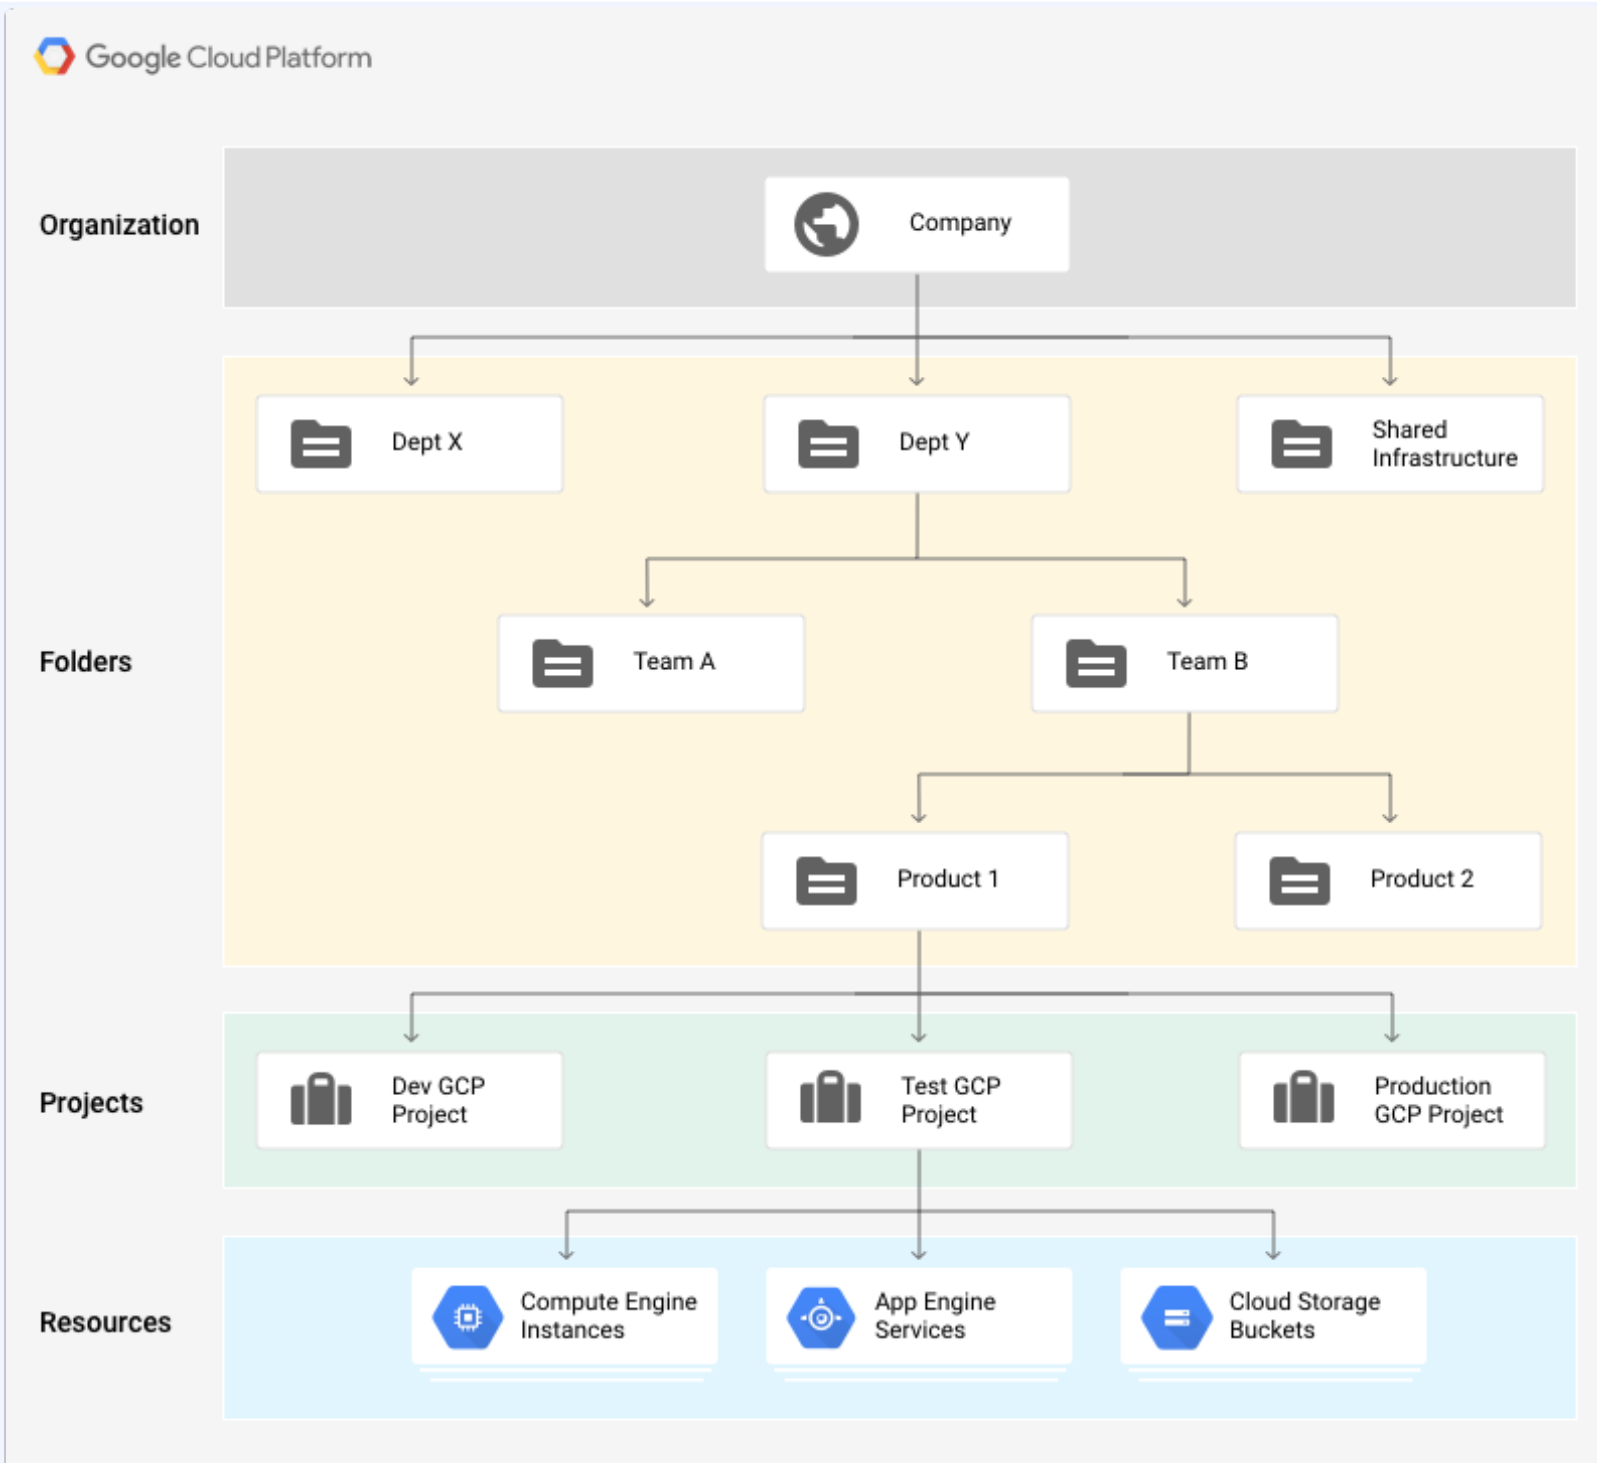 Google Cloud Platform
Organization
Company
Dept X
Dept Y
Shared
Infrastructure
Folders
Team A
Team B
Product 1
Product 2
Projects
Dev GCP
Project
Test GCP
Project
Production
GCP Project
Resources
Compute Engine
Instances
App Engine
Services
Cloud Storage
Buckets